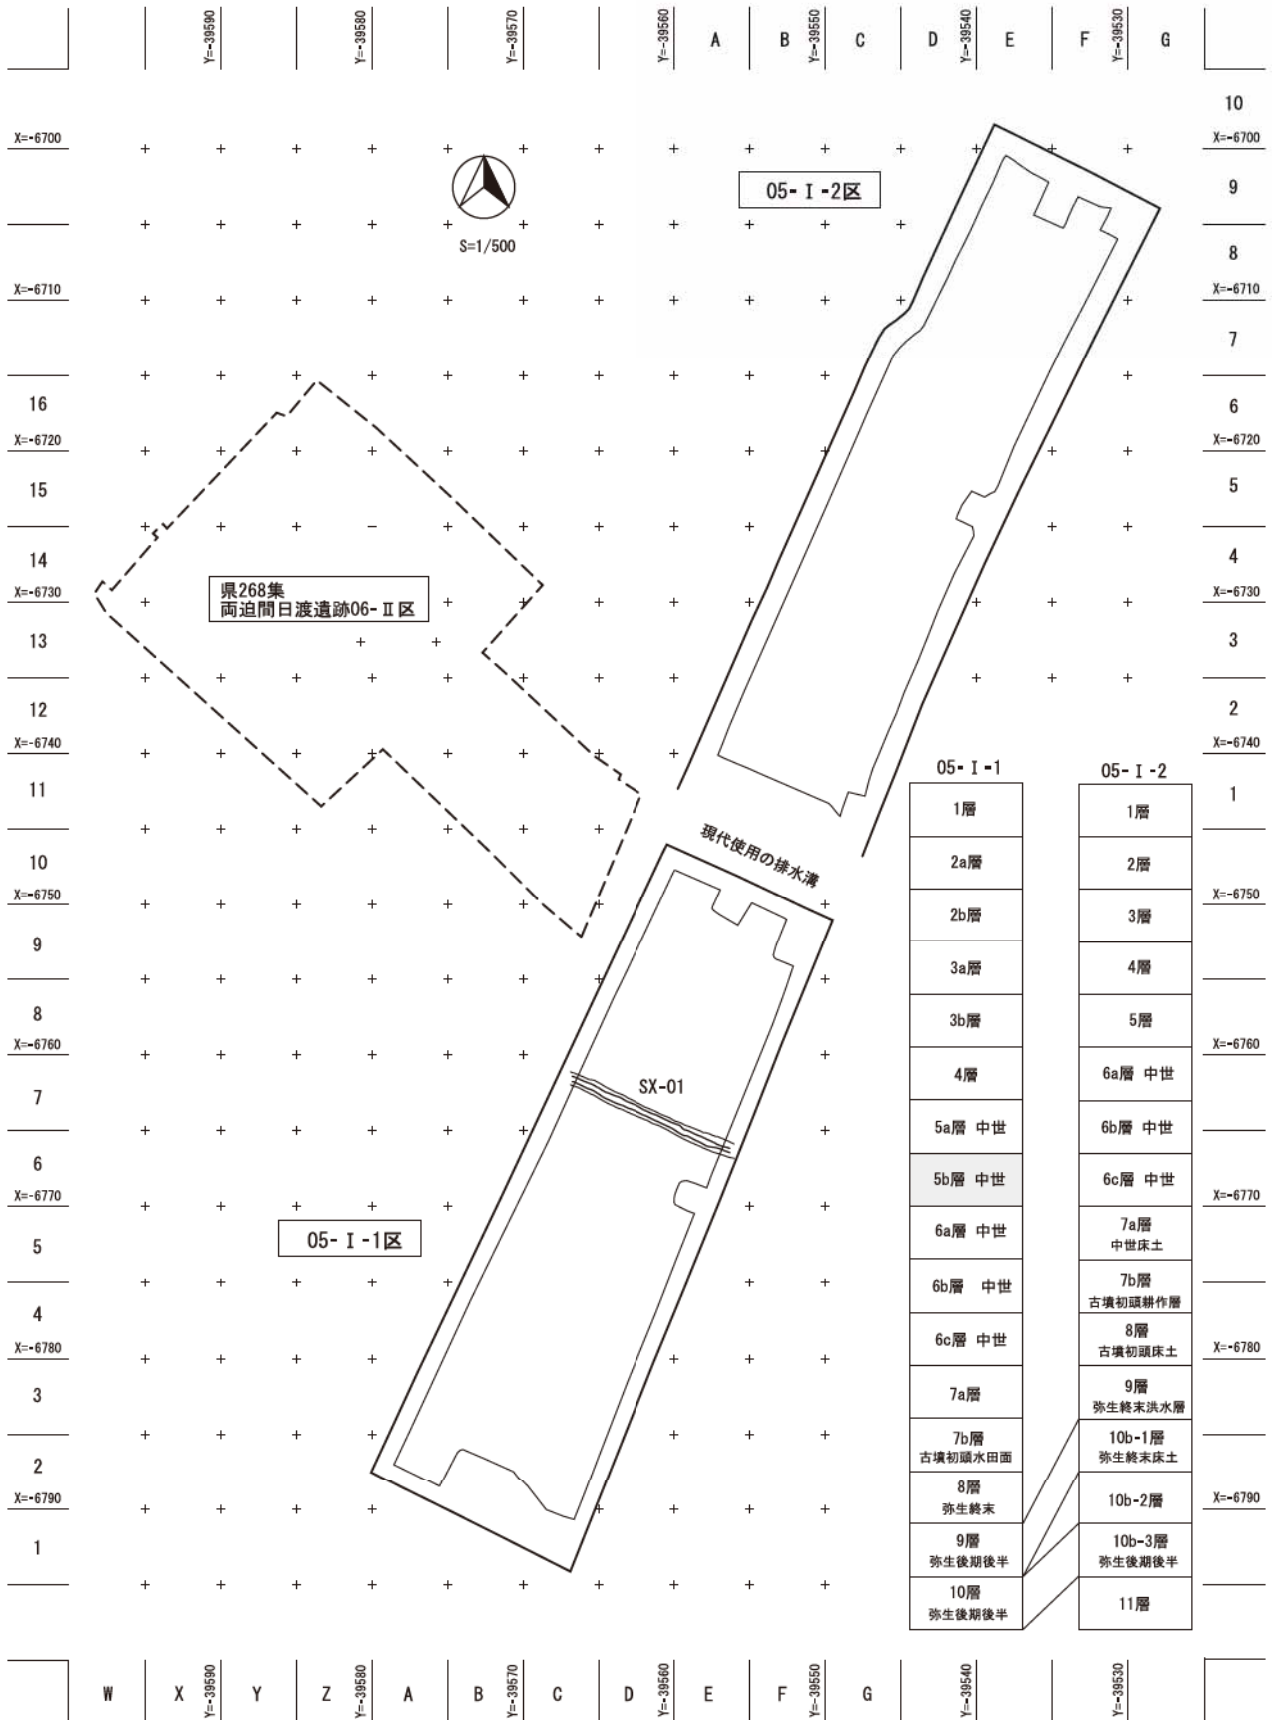 Y=-39590
Y=-39580
Y=-39570
Y=-39560
A
B
Y=-39550
C
D
Y=-39540
E
F
Y=-39530
G
10
X=-6700
X=-6700
05-Ⅰ-2区
9
S=1/500
8
X=-6710
X=-6710
7
16
6
X=-6720
X=-6720
15
5
14
4
X=-6730
X=-6730
県268集
両迫間日渡遺跡06-Ⅱ区
13
3
12
2
X=-6740
X=-6740
11
1
現代使用の排水溝
10
X=-6750
X=-6750
9
8
X=-6760
X=-6760
7
SX-01
6
X=-6770
X=-6770
05-Ⅰ-1区
5
4
X=-6780
X=-6780
3
2
X=-6790
X=-6790
1
05-Ⅰ-1
1層
2a層
2b層
3a層
3b層
4層
5a層 中世
5b層 中世
6a層 中世
6b層 中世
6c層 中世
7a層
7b層
古墳初頭水田面
8層
弥生終末
9層
弥生後期後半
10層
弥生後期後半
05-Ⅰ-2
1層
2層
3層
4層
5層
6a層 中世
6b層 中世
6c層 中世
7a層
中世床土
7b層
古墳初頭耕作層
8層
古墳初頭床土
9層
弥生終末洪水層
10b-1層
弥生終末床土
10b-2層
10b-3層
弥生後期後半
11層
W
X
Y=-39590
Y
Z
Y=-39580
A
B
Y=-39570
C
D
Y=-39560
E
F
Y=-39550
G
Y=-39540
Y=-39530